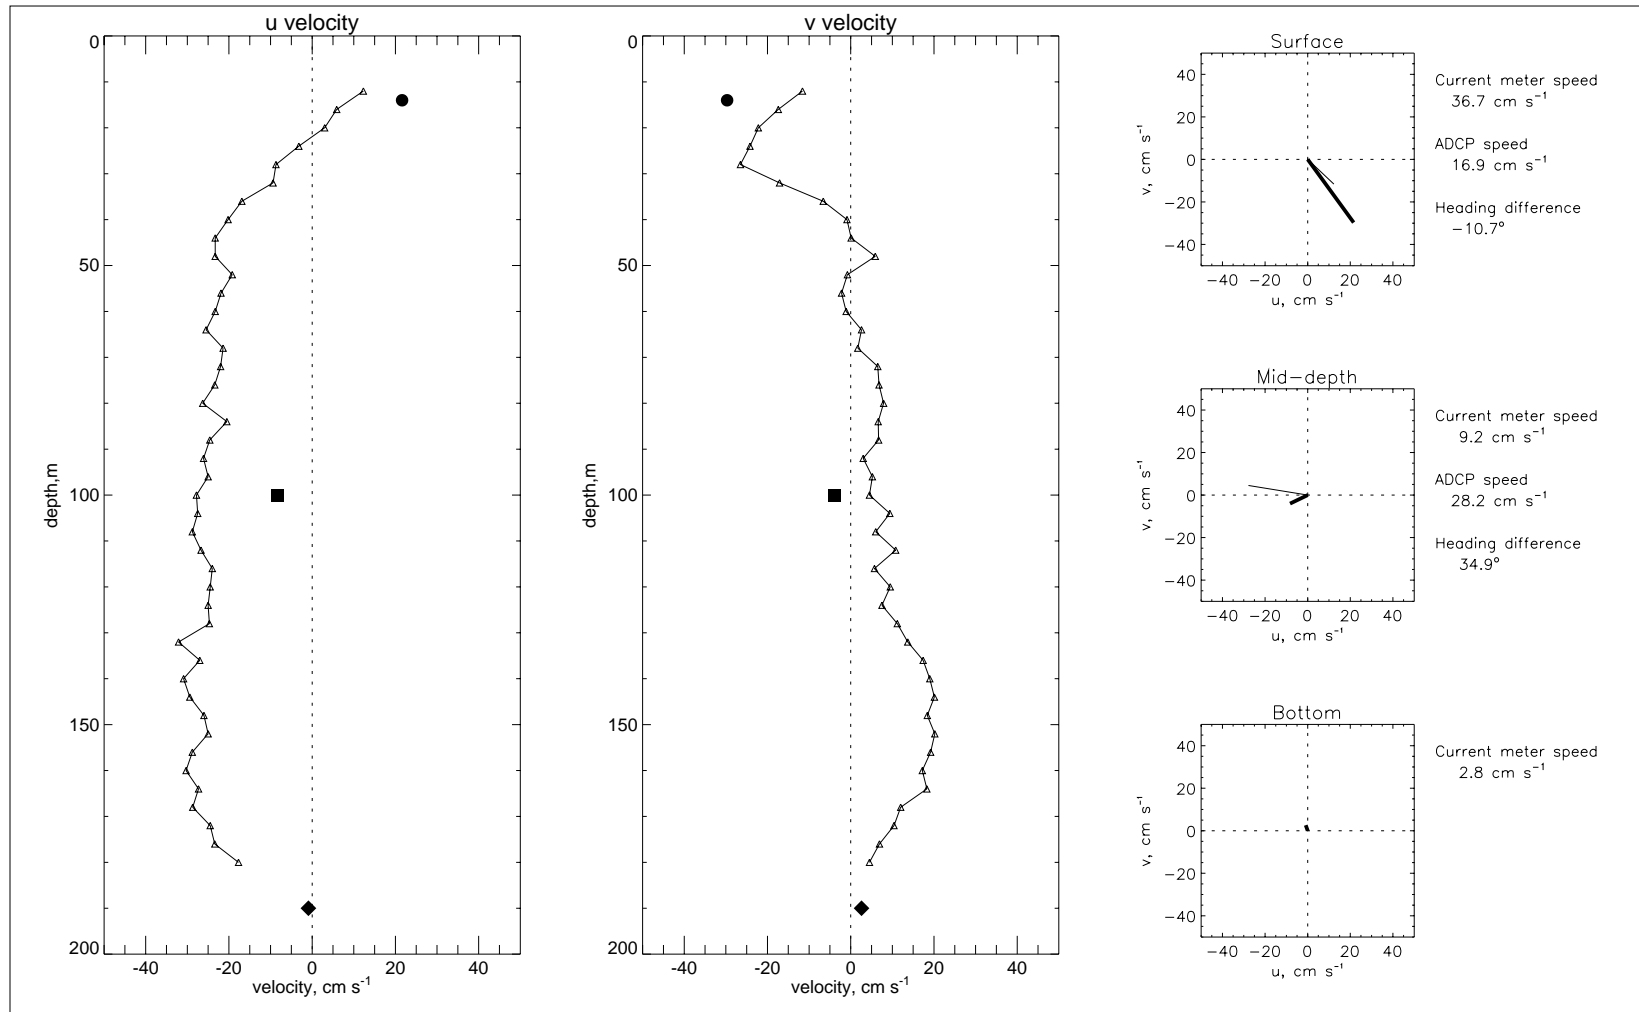 u velocity
0
50
100
150
200
depth,m
-40 -20 0 20 40
velocity, cm s⁻¹
v velocity
0
50
100
150
200
depth,m
-40 -20 0 20 40
velocity, cm s⁻¹
Surface
40
20
0
−20
−40
v, cm s⁻¹
−40 −20 0 20 40
u, cm s⁻¹
Current meter speed
36.7 cm s⁻¹
ADCP speed
16.9 cm s⁻¹
Heading difference
−10.7°
Mid−depth
40
20
0
−20
−40
v, cm s⁻¹
−40 −20 0 20 40
u, cm s⁻¹
Current meter speed
9.2 cm s⁻¹
ADCP speed
28.2 cm s⁻¹
Heading difference
34.9°
Bottom
40
20
0
−20
−40
v, cm s⁻¹
−40 −20 0 20 40
u, cm s⁻¹
Current meter speed
2.8 cm s⁻¹